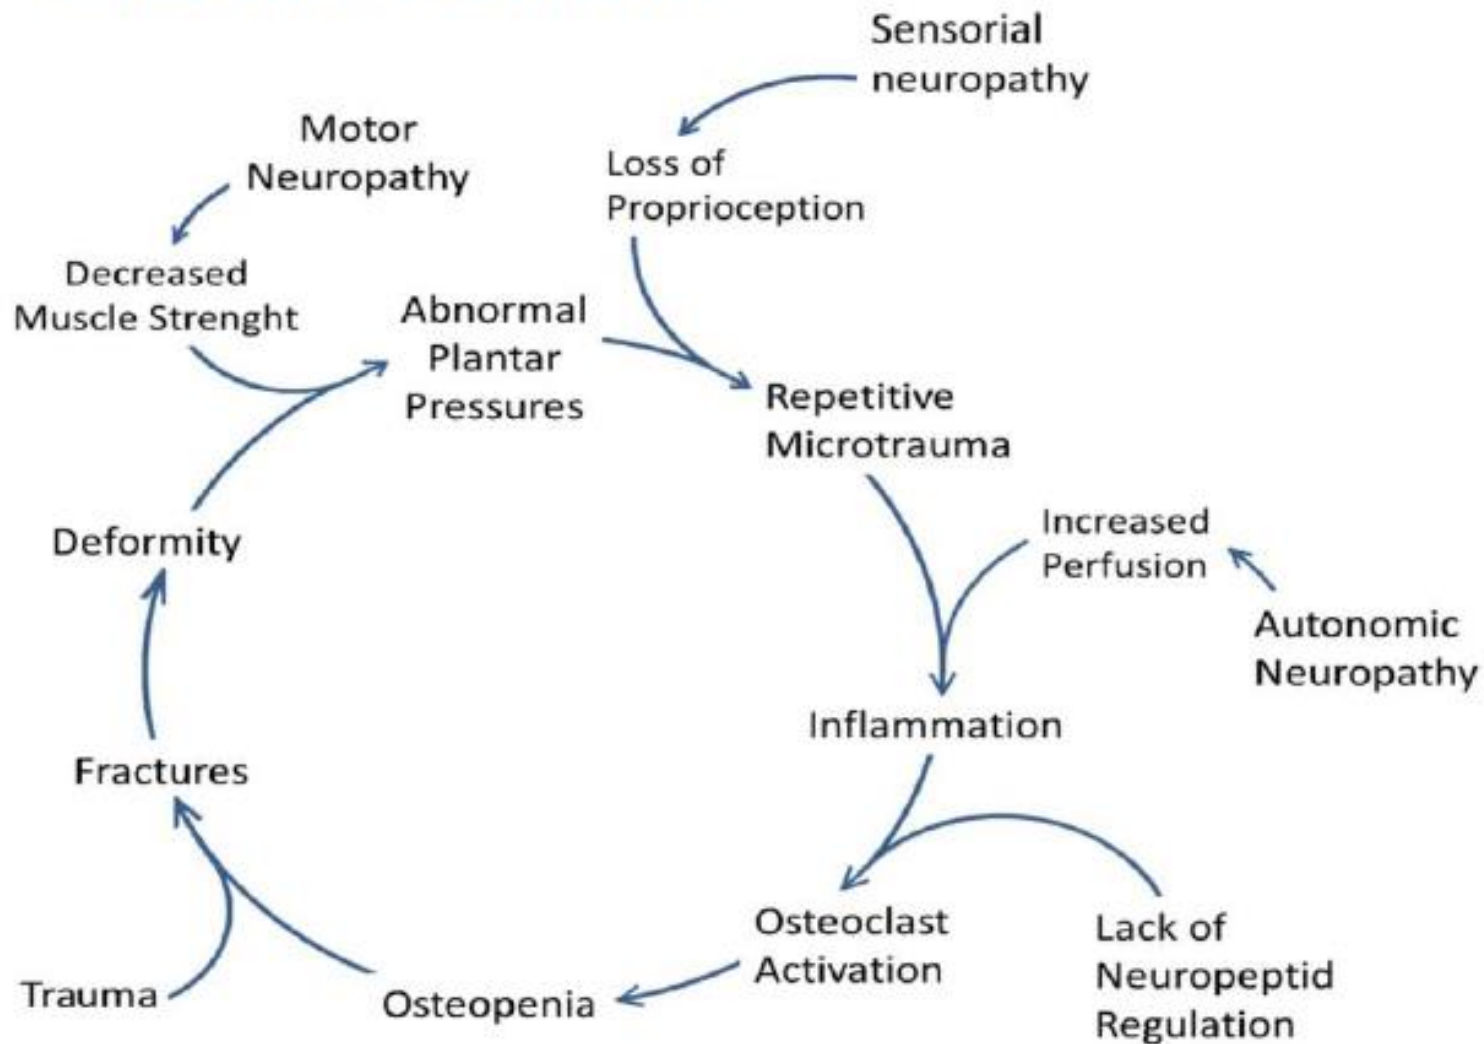 Sensorial
neuropathy
Motor
Neuropathy
Loss of
Proprioception
Decreased
Muscle Strenght
Abnormal
Plantar
Pressures
Repetitive
Microtrauma
Increased
Perfusion
Autonomic
Neuropathy
Deformity
Inflammation
Fractures
Osteoclast
Activation
Lack of
Neuropeptid
Regulation
Osteopenia
Trauma